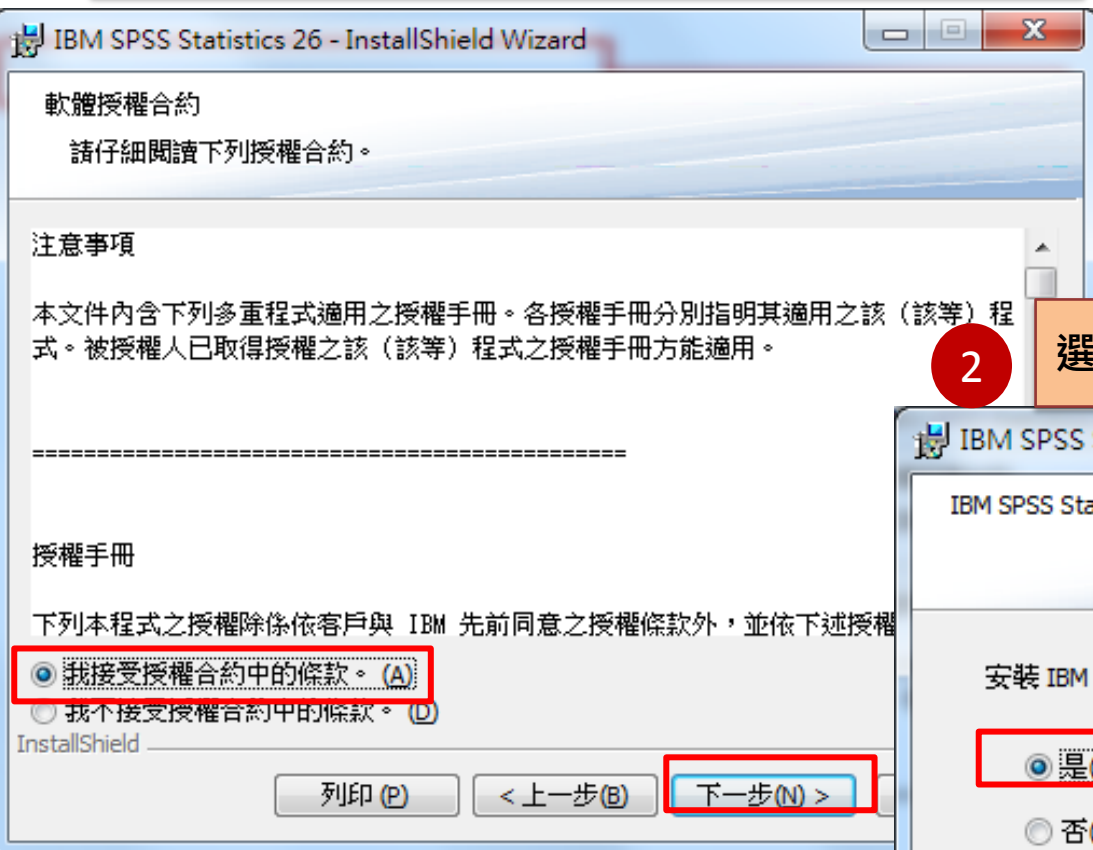 IBM SPSS Statistics 26 - InstallShield Wizard
軟體授權合約
請仔細閱讀下列授權合約。
注意事項
本文件內含下列多重程式適用之授權手冊。各授權手冊分別指明其適用之該（該等）程
式。被授權人已取得授權之該（該等）程式之授權手冊方能適用。
==============================================
授權手冊
下列本程式之授權除係依客戶與 IBM 先前同意之授權條款外，並依下述授權
我接受授權合約中的條款。(A)
我不接受授權合約中的條款。(D)
InstallShield
列印(P)
< 上一步(B)
下一步(N) >
2
選
IBM SPSS
IBM SPSS Sta
安裝 IBM
是(
否(